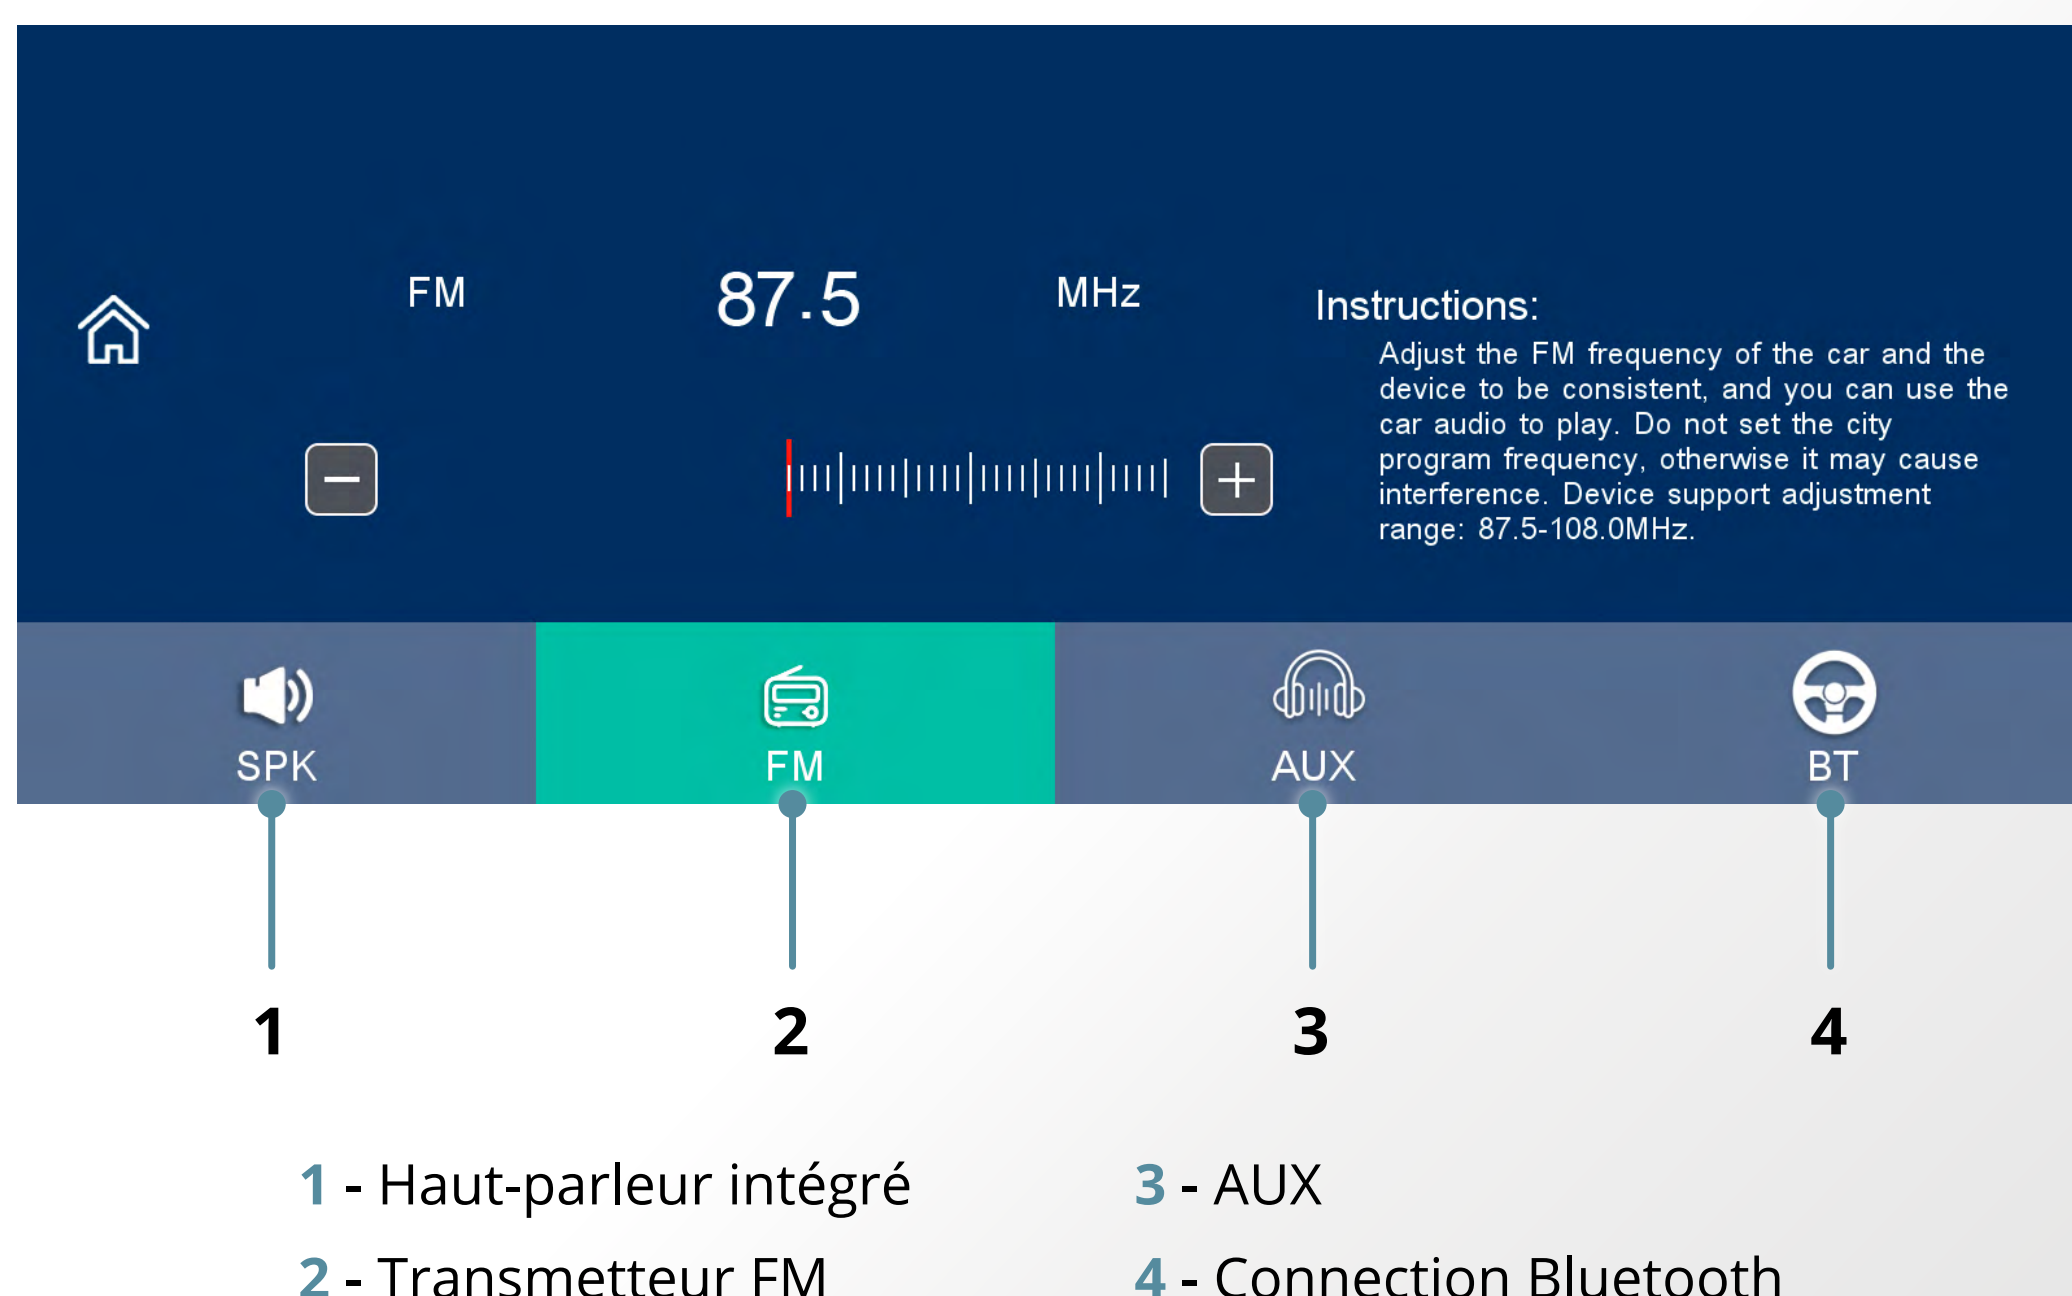 FM 87.5 MHz
Instructions:
Adjust the FM frequency of the car and the
device to be consistent, and you can use the
car audio to play. Do not set the city
program frequency, otherwise it may cause
interference. Device support adjustment
range: 87.5-108.0MHz.
SPK FM AUX BT
1 2 3 4
1 - Haut-parleur intégré
2 - Transmetteur FM
3 - AUX
4 - Connection Bluetooth